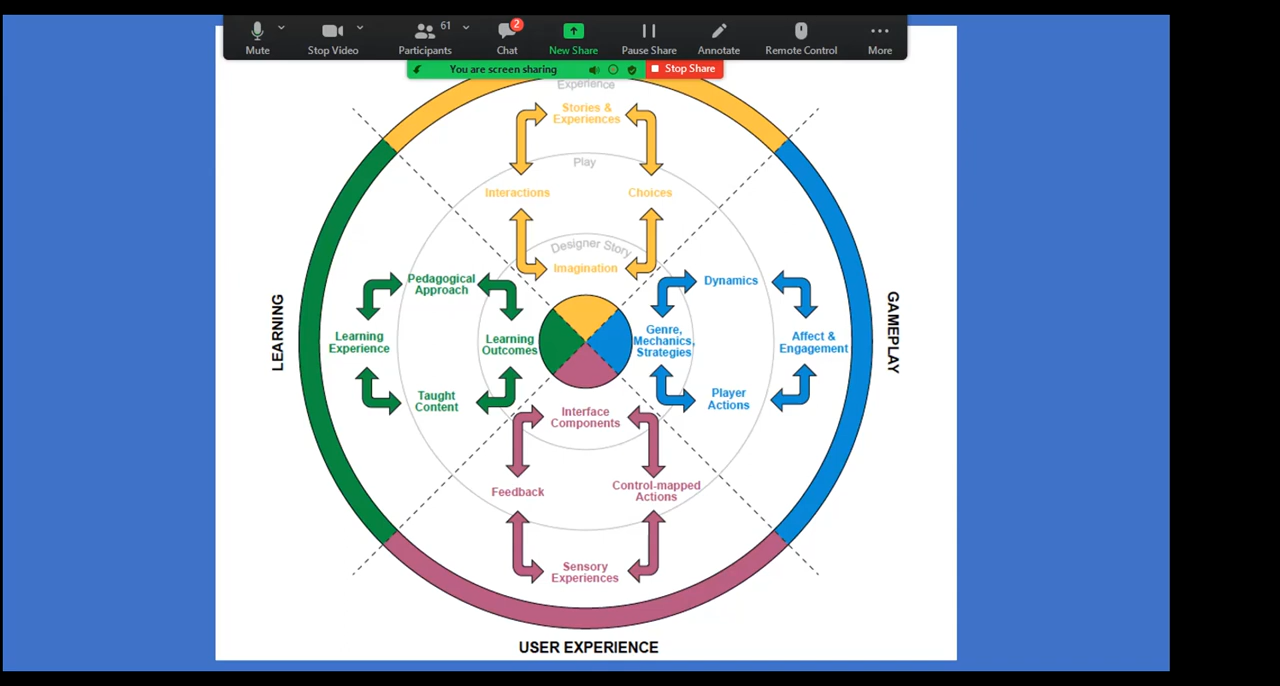 61
2
Mute
Stop Video
Participants
Chat
New Share
Pause Share
Annotate
Remote Control
More
You are screen sharing
Stop Share
Experience
Stories &
Experiences
Play
Interactions
Choices
Designer Story
Imagination
Pedagogical
Approach
Dynamics
LEARNING
Learning
Experience
Learning
Outcomes
Genre,
Mechanics,
Strategies
Affect &
Engagement
GAMEPLAY
Taught
Content
Player
Actions
Interface
Components
Feedback
Control-mapped
Actions
Sensory
Experiences
USER EXPERIENCE